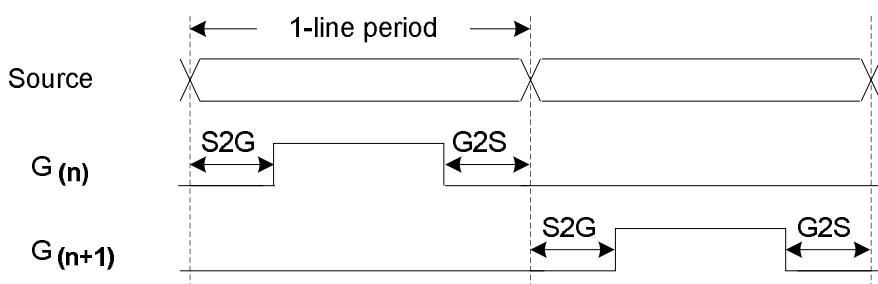 1-line period
Source
S2G G2S
G (n)
S2G G2S
G (n+1)